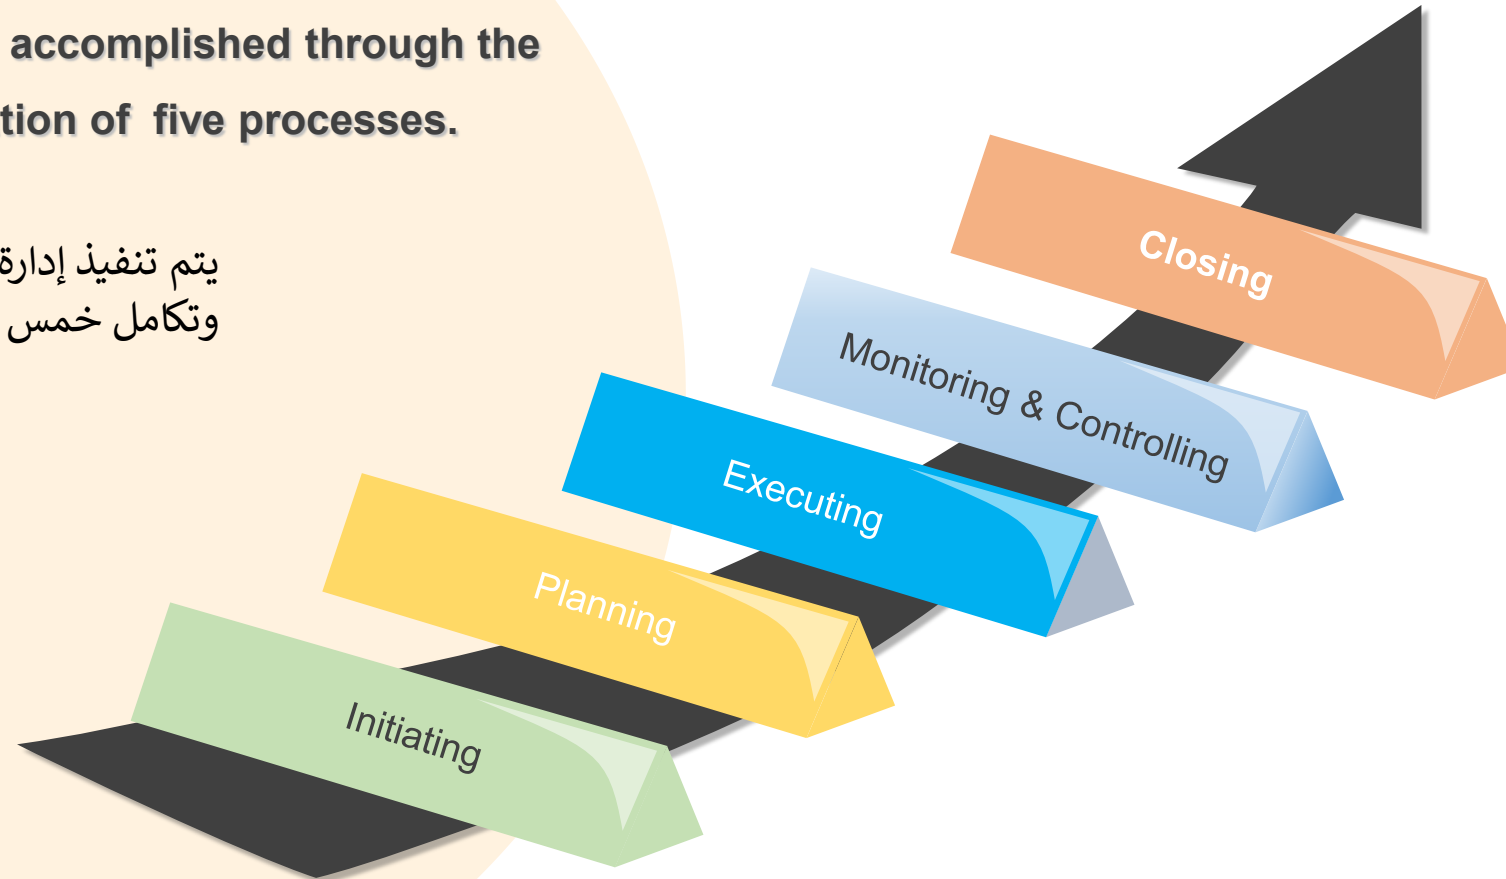 accomplished through the
tion of five processes.
يتم تنفيذ إدارة
وتكامل خمس
Closing
Monitoring & Controlling
Executing
Planning
Initiating